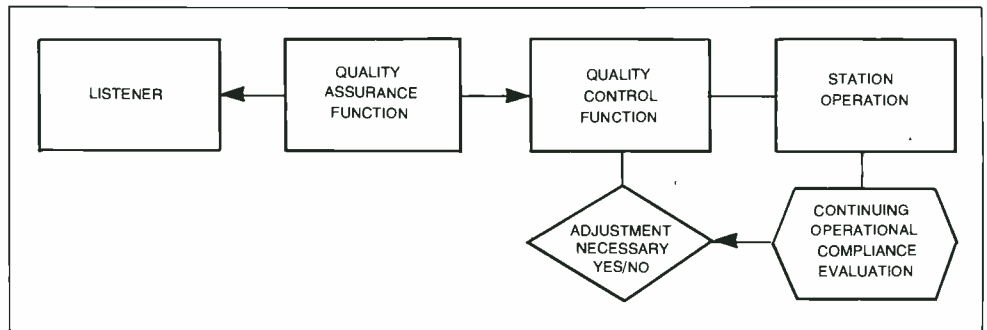 LISTENER
QUALITY
ASSURANCE
FUNCTION
QUALITY
CONTROL
FUNCTION
STATION
OPERATION
ADJUSTMENT
NECESSARY
YES/NO
CONTINUING
OPERATIONAL
COMPLIANCE
EVALUATION